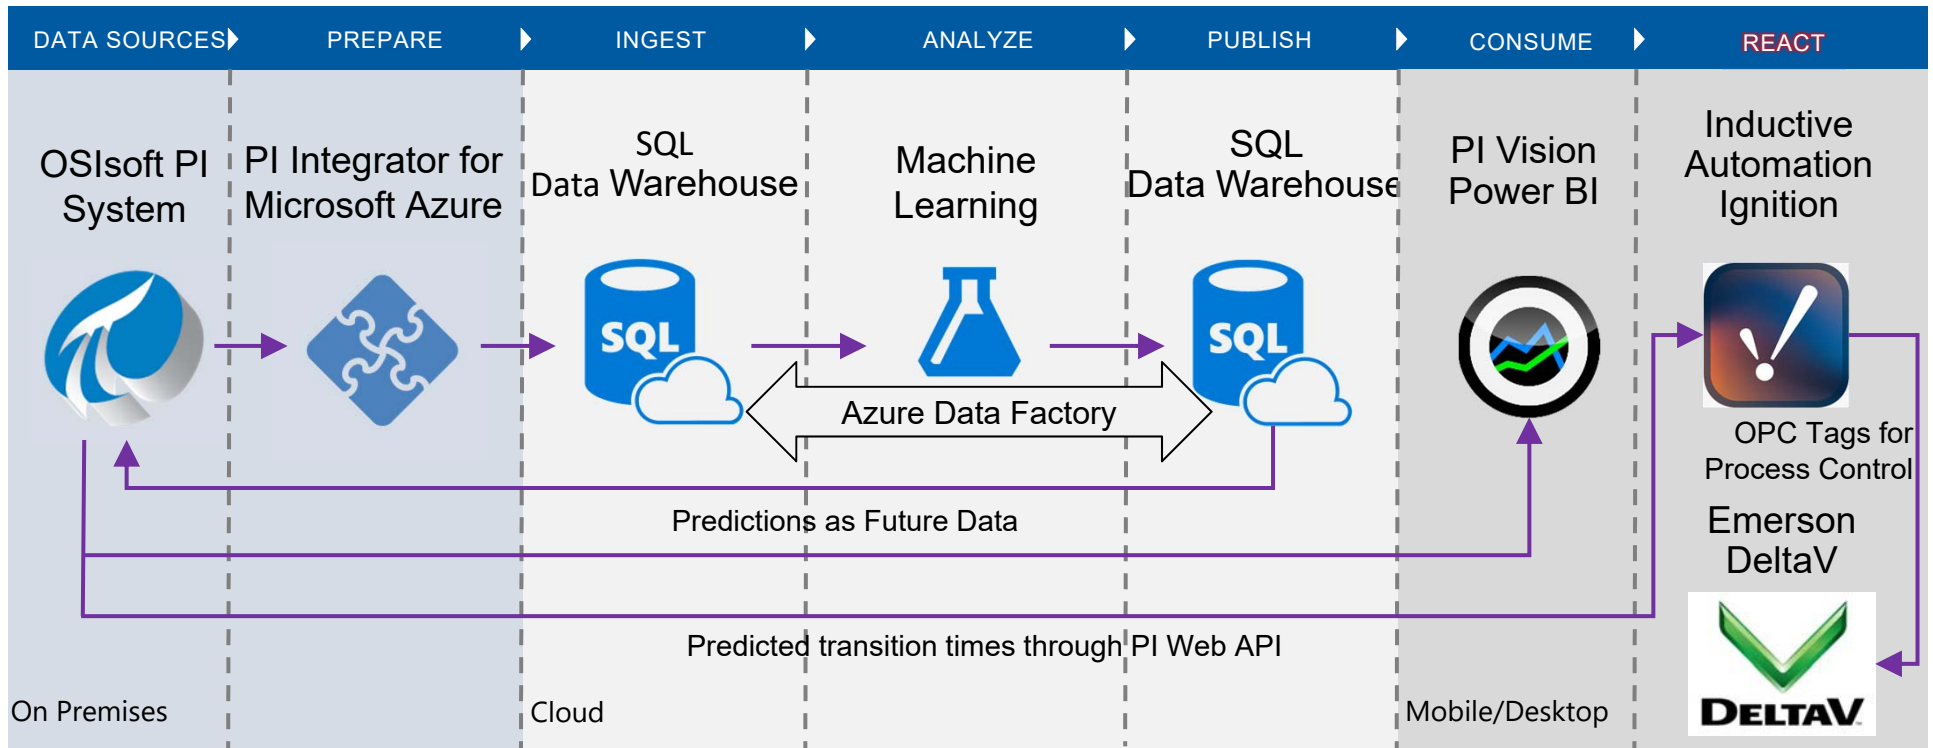 DATA SOURCES
PREPARE
INGEST
ANALYZE
PUBLISH
CONSUME
REACT
OSIsoft PI
System
PI Integrator for
Microsoft Azure
SQL
Data Warehouse
Machine
Learning
SQL
Data Warehouse
PI Vision
Power BI
Inductive
Automation
Ignition
SQL
SQL
Azure Data Factory
OPC Tags for
Process Control
Predictions as Future Data
Emerson
DeltaV
Predicted transition times through PI Web API
On Premises
Cloud
Mobile/Desktop
DELTAV™